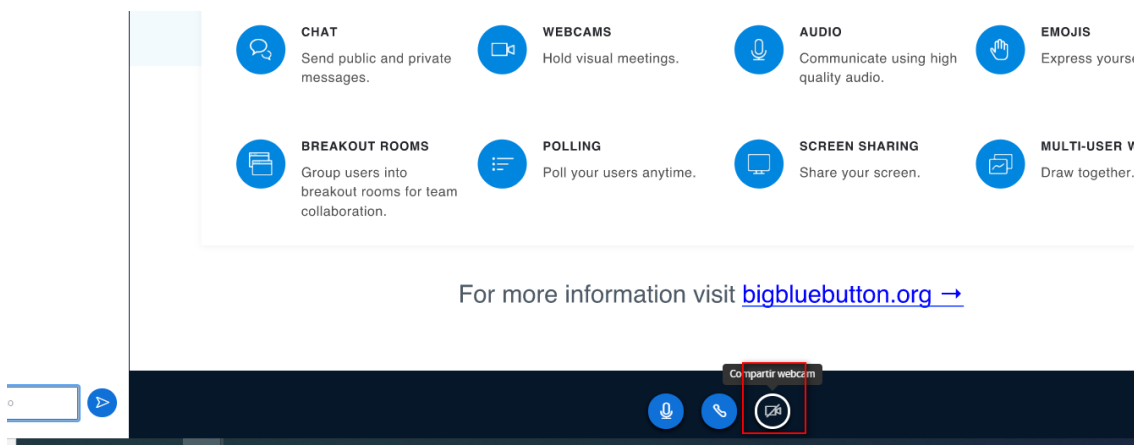 CHAT
Send public and private
messages.
WEBCAMS
Hold visual meetings.
AUDIO
Communicate using high
quality audio.
EMOJIS
Express
BREAKOUT ROOMS
Group users into
breakout rooms for team
collaboration.
POLLING
Poll your users anytime.
SCREEN SHARING
Share your screen.
MULTI-USER
Draw together.
For more information visit bigbluebutton.org →
Compartir webcam